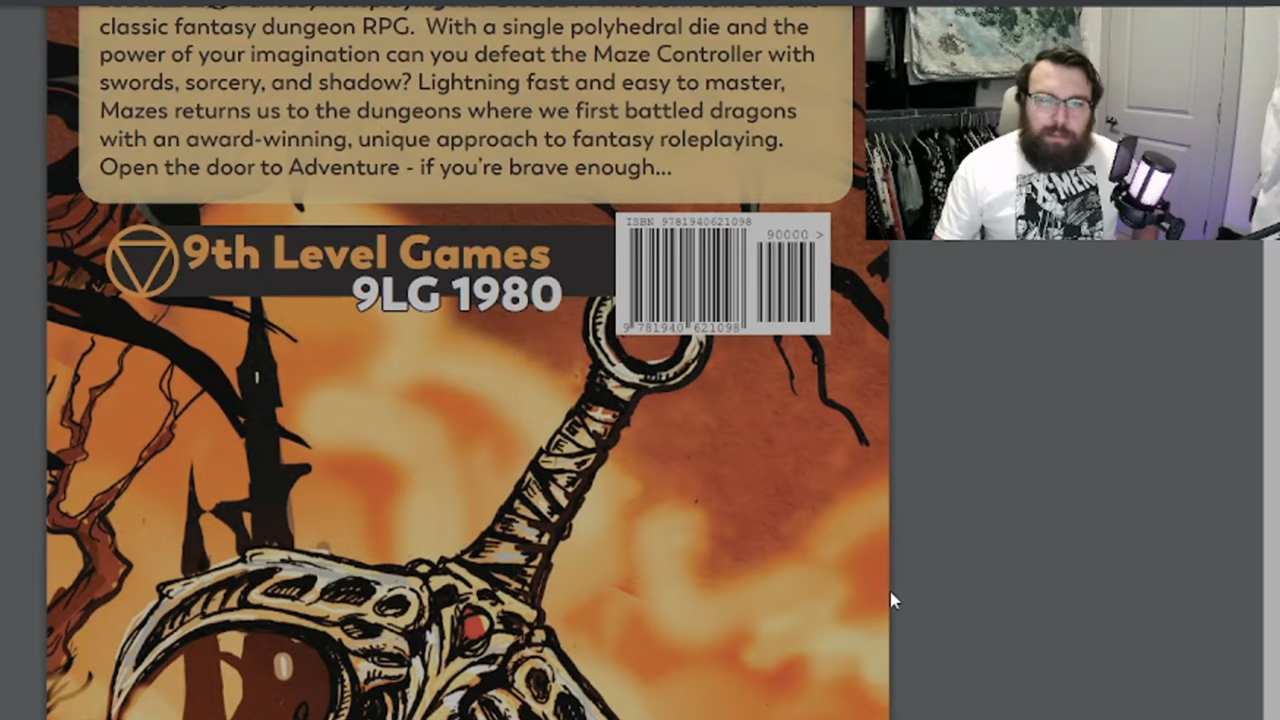 classic fantasy dungeon RPG. With a single polyhedral die and the
power of your imagination can you defeat the Maze Controller with
swords, sorcery, and shadow? Lightning fast and easy to master,
Mazes returns us to the dungeons where we first battled dragons
with an award-winning, unique approach to fantasy roleplaying.
Open the door to Adventure - if you're brave enough...
ISBN 9781940621098
90000 >
9th Level Games
9LG 1980
9 781940 621098
X-MEN